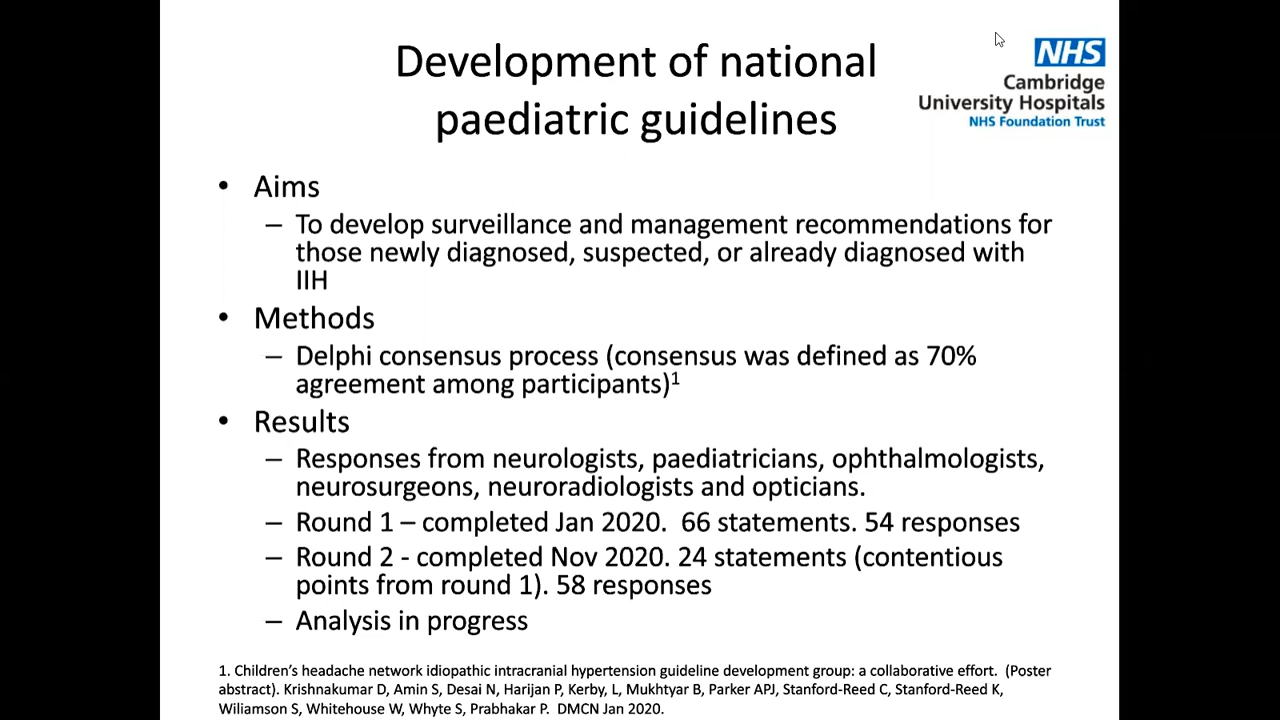 Development of national
paediatric guidelines
NHS
Cambridge
University Hospitals
NHS Foundation Trust
• Aims
– To develop surveillance and management recommendations for
those newly diagnosed, suspected, or already diagnosed with
IIH
• Methods
– Delphi consensus process (consensus was defined as 70%
agreement among participants)¹
• Results
– Responses from neurologists, paediatricians, ophthalmologists,
neurosurgeons, neuroradiologists and opticians.
– Round 1 – completed Jan 2020.  66 statements. 54 responses
– Round 2 - completed Nov 2020. 24 statements (contentious
points from round 1). 58 responses
– Analysis in progress
1. Children's headache network idiopathic intracranial hypertension guideline development group: a collaborative effort.  (Poster
abstract). Krishnakumar D, Amin S, Desai N, Harijan P, Kerby, L, Mukhtyar B, Parker APJ, Stanford-Reed C, Stanford-Reed K,
Wiliamson S, Whitehouse W, Whyte S, Prabhakar P.  DMCN Jan 2020.